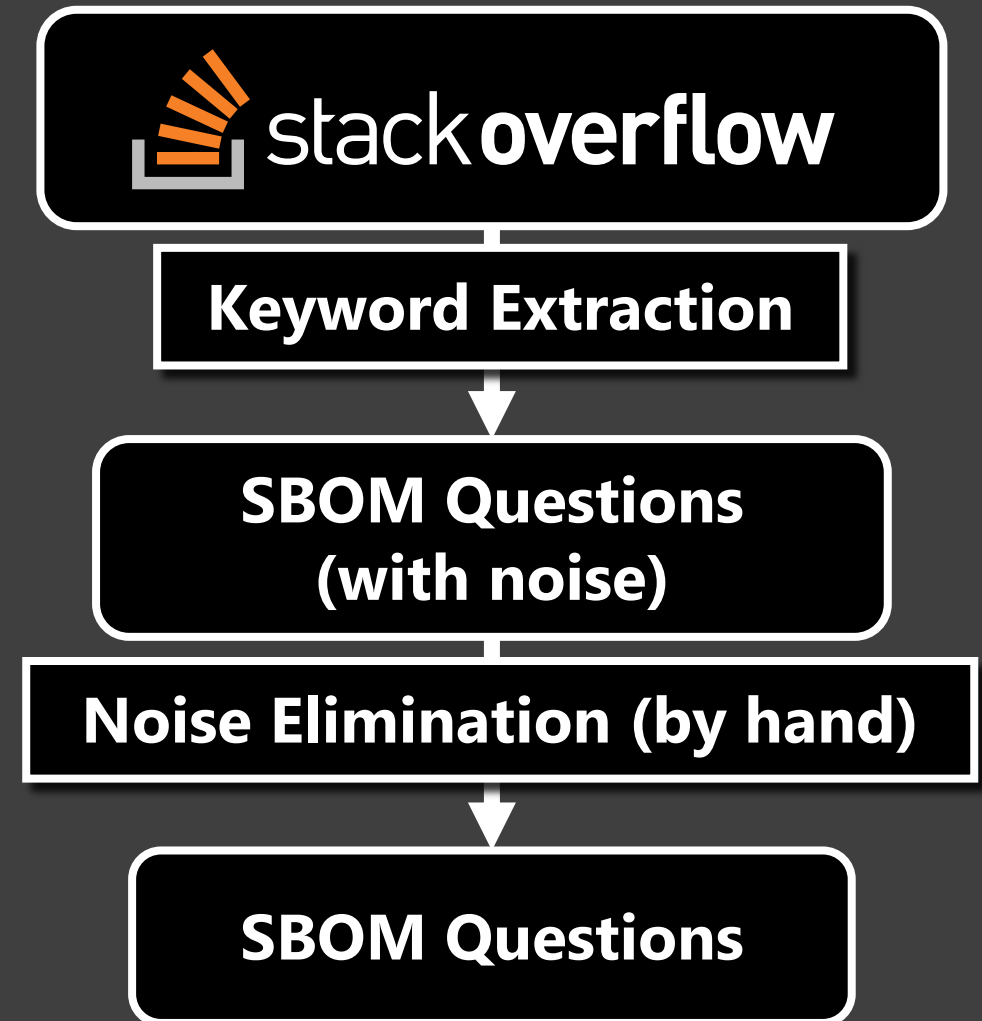 stackoverflow
Keyword Extraction
SBOM Questions
(with noise)
Noise Elimination (by hand)
SBOM Questions